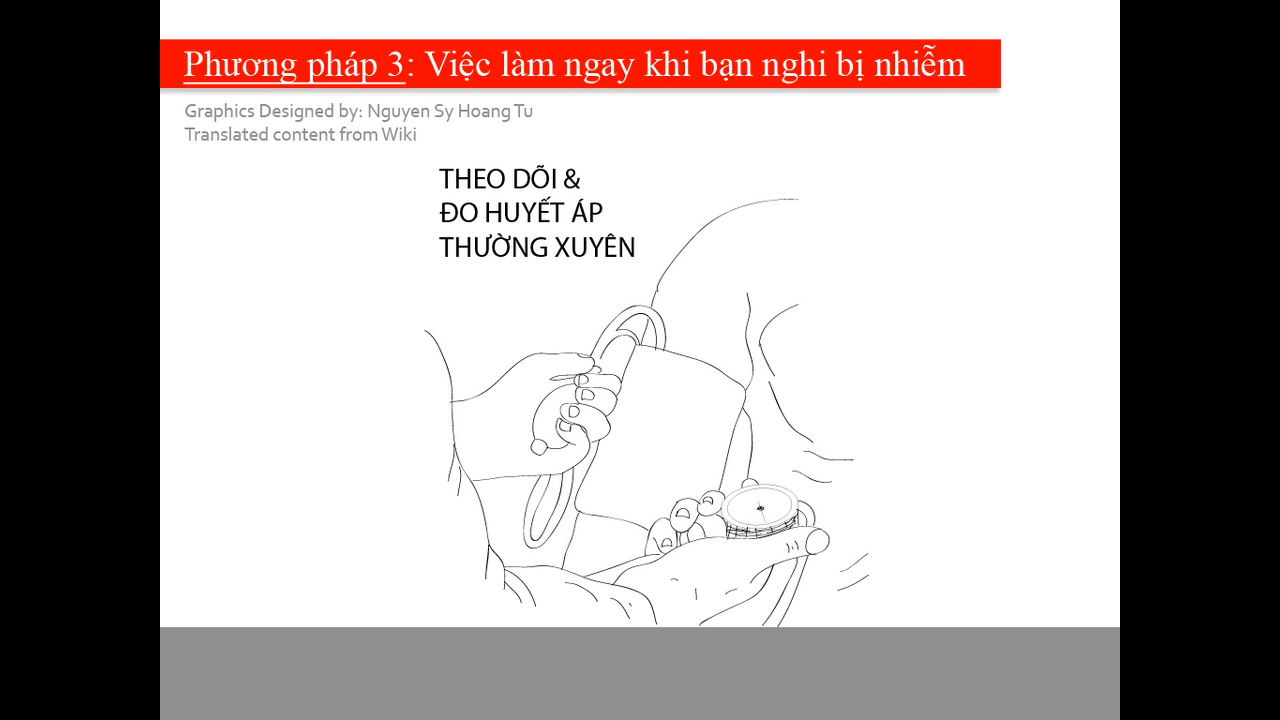 Phương pháp 3: Việc làm ngay khi bạn nghi bị nhiễm
Graphics Designed by: Nguyen Sy Hoang Tu
Translated content from Wiki
THEO DÕI &
ĐO HUYẾT ÁP
THƯỜNG XUYÊN